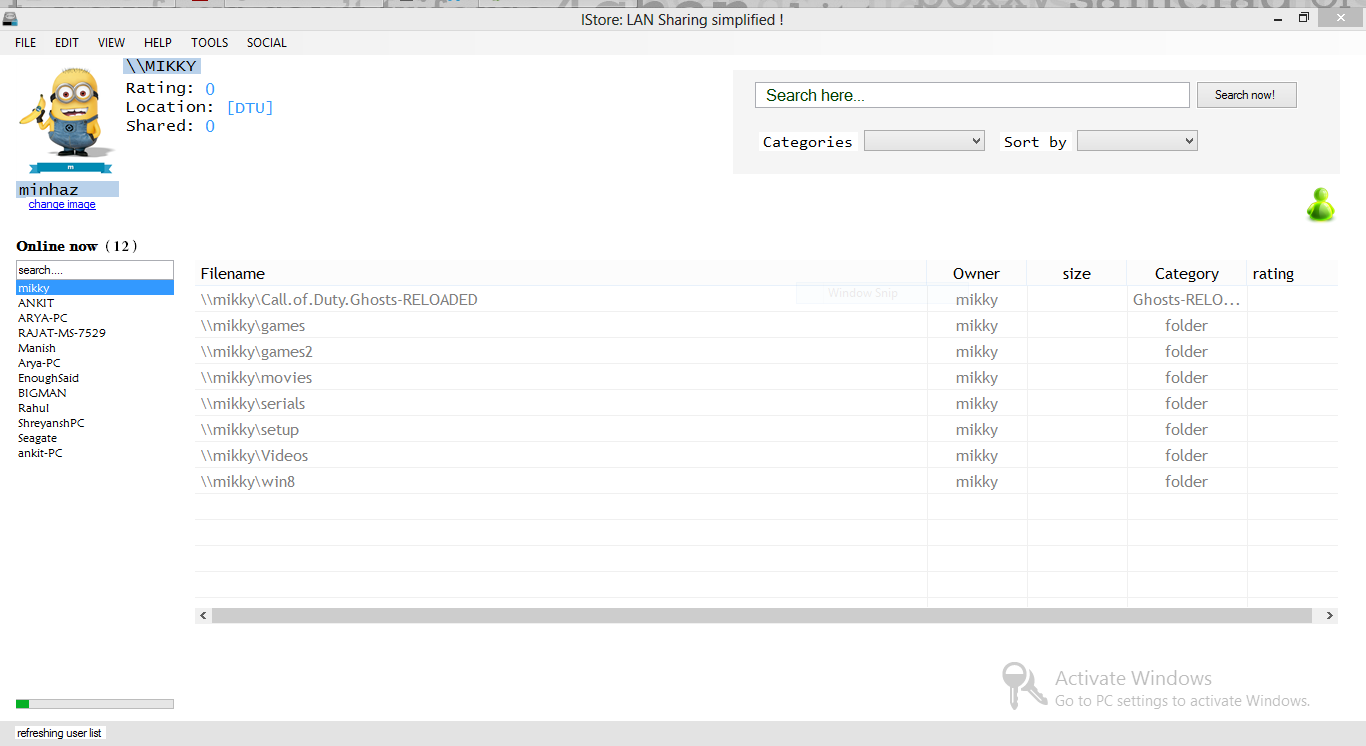 IStore: LAN Sharing simplified !
FILE EDIT VIEW HELP TOOLS SOCIAL
\\MIKKY
Rating: 0
Location: [DTU]
Shared: 0
m
minhaz
change image
Search here... Search now!
Categories Sort by
Online now (12)
search....
mikky
ANKIT
ARYA-PC
RAJAT-MS-7529
Manish
Arya-PC
EnoughSaid
BIGMAN
Rahul
ShreyanshPC
Seagate
ankit-PC
Filename Owner size Category rating
\\mikky\Call.of.Duty.Ghosts-RELOADED mikky Ghosts-RELO...
\\mikky\games mikky folder
\\mikky\games2 mikky folder
\\mikky\movies mikky folder
\\mikky\serials mikky folder
\\mikky\setup mikky folder
\\mikky\Videos mikky folder
\\mikky\win8 mikky folder
Window Snip
Activate Windows
Go to PC settings to activate Windows.
refreshing user list